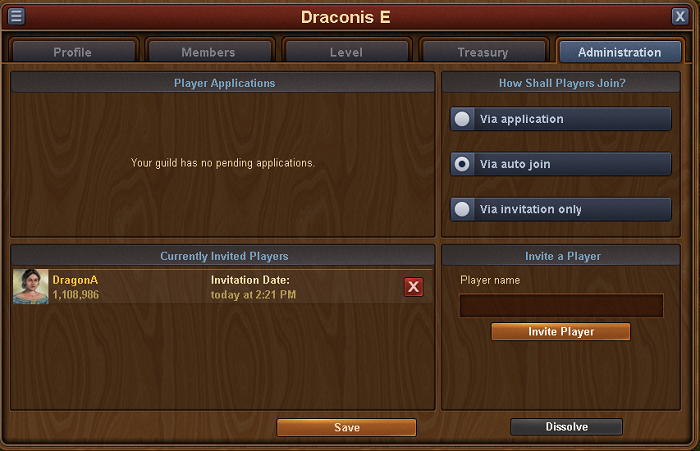 Draconis E
X
Profile
Members
Level
Treasury
Administration
Player Applications
Your guild has no pending applications.
How Shall Players Join?
Via application
Via auto join
Via invitation only
Currently Invited Players
DragonA
1,108,986
Invitation Date:
today at 2:21 PM
X
Invite a Player
Player name
Invite Player
Save
Dissolve